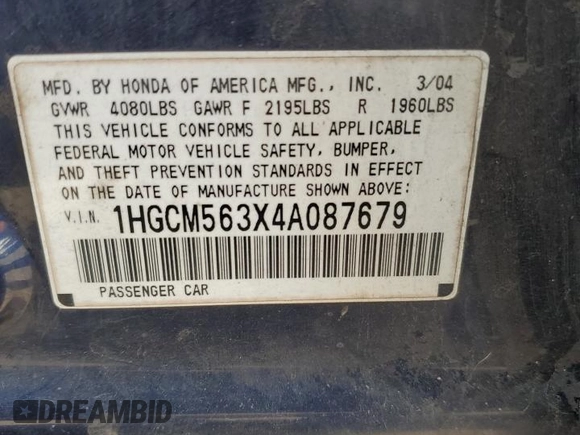 MFD. BY HONDA OF AMERICA MFG., INC. 3/04
GVWR 4080LBS GAWR F 2195LBS R 1960LBS
THIS VEHICLE CONFORMS TO ALL APPLICABLE
FEDERAL MOTOR VEHICLE SAFETY, BUMPER,
AND THEFT PREVENTION STANDARDS IN EFFECT
ON THE DATE OF MANUFACTURE SHOWN ABOVE:
V.I.N. 1HGCM563X4A087679
PASSENGER CAR
DREAMBID